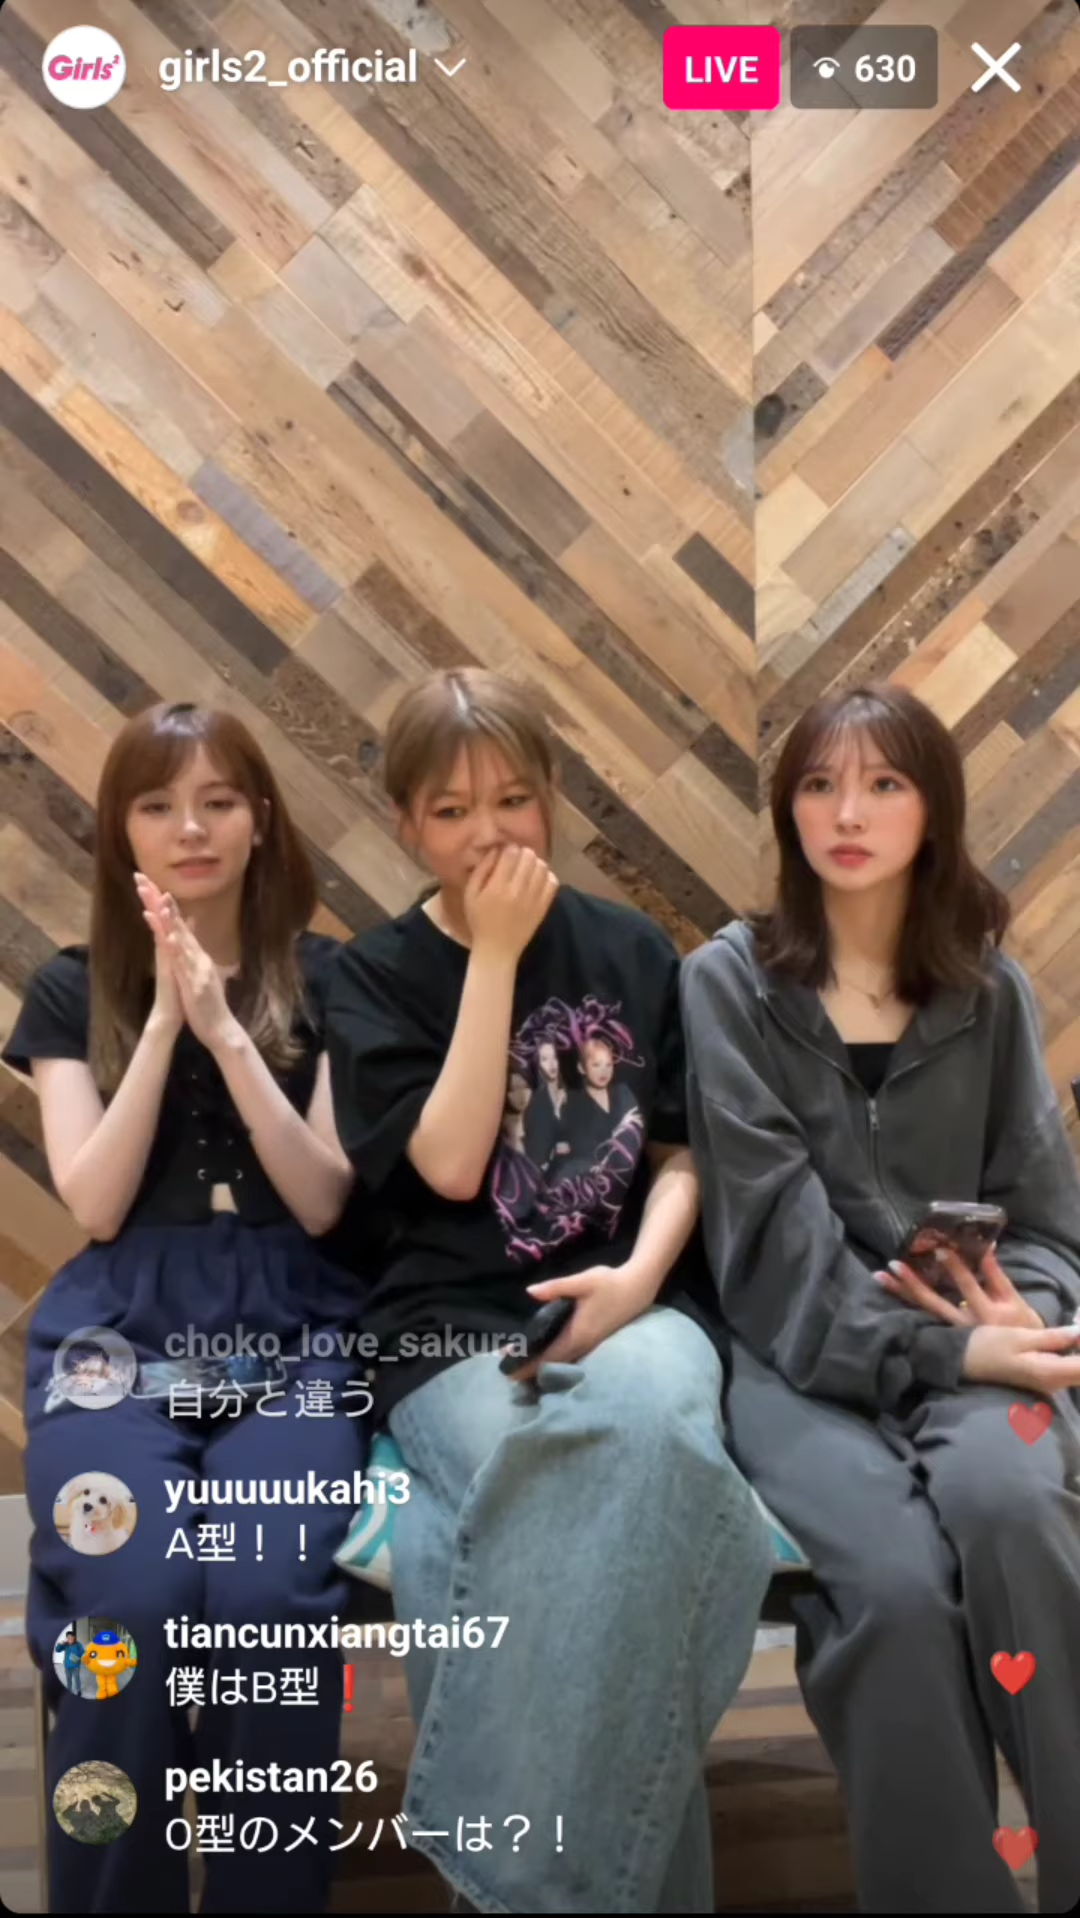 Girls²
girls2_official
LIVE
630
choko_love_sakura
自分と違う
yuuuuukahi3
A型！！
tiancunxiangtai67
僕はB型❗
pekistan26
O型のメンバーは？！